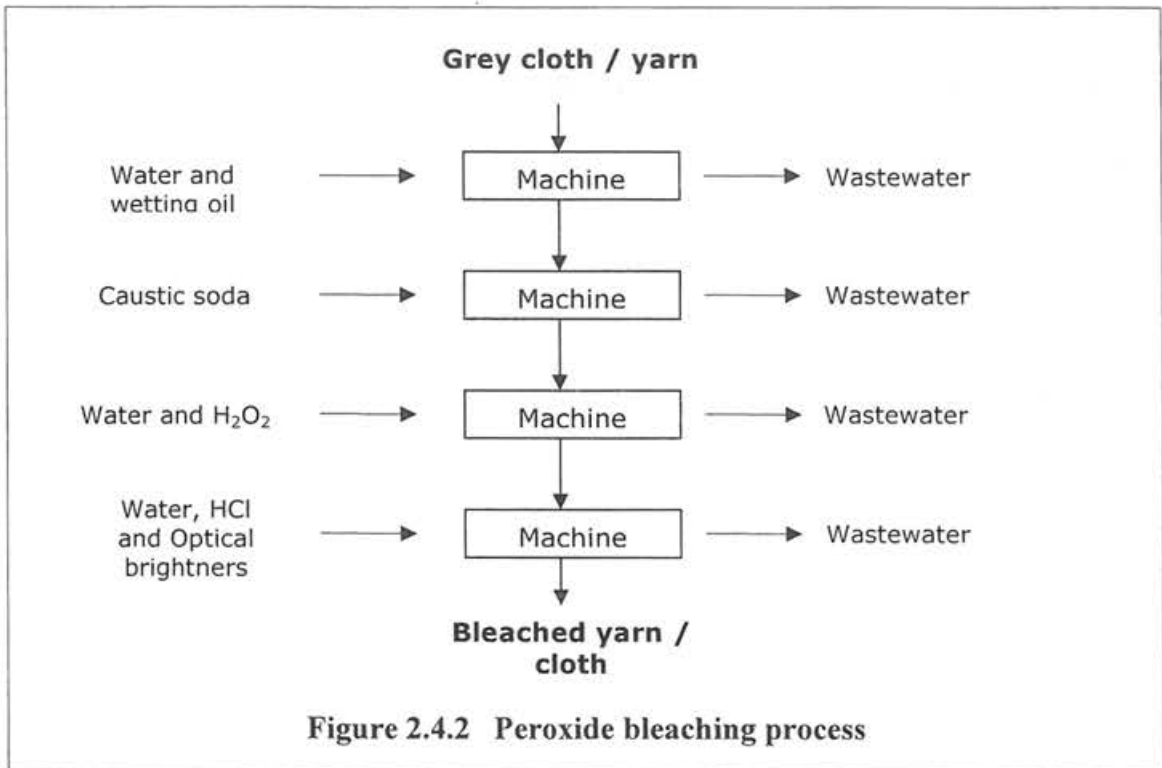 Grey cloth / yarn
Water and
wetting oil
Machine
Wastewater
Caustic soda
Machine
Wastewater
Water and H₂O₂
Machine
Wastewater
Water, HCl
and Optical
brightners
Machine
Wastewater
Bleached yarn /
cloth
Figure 2.4.2 Peroxide bleaching process